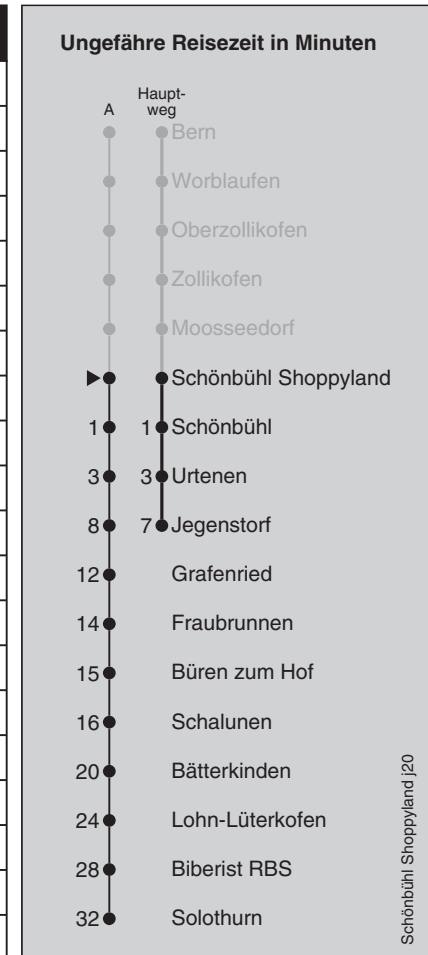 Ungefähre Reisezeit in Minuten
A Haupt-
weg
Bern
Worblaufen
Oberzollikofen
Zollikofen
Moosseedorf
Schönbühl Shoppyland
1 1 Schönbühl
3 3 Urtenen
8 7 Jegenstorf
12 Grafenried
14 Fraubrunnen
15 Büren zum Hof
16 Schalunen
20 Bätterkinden
24 Lohn-Lüterkofen
28 Biberist RBS
32 Solothurn
Schönbühl Shoppyland j20